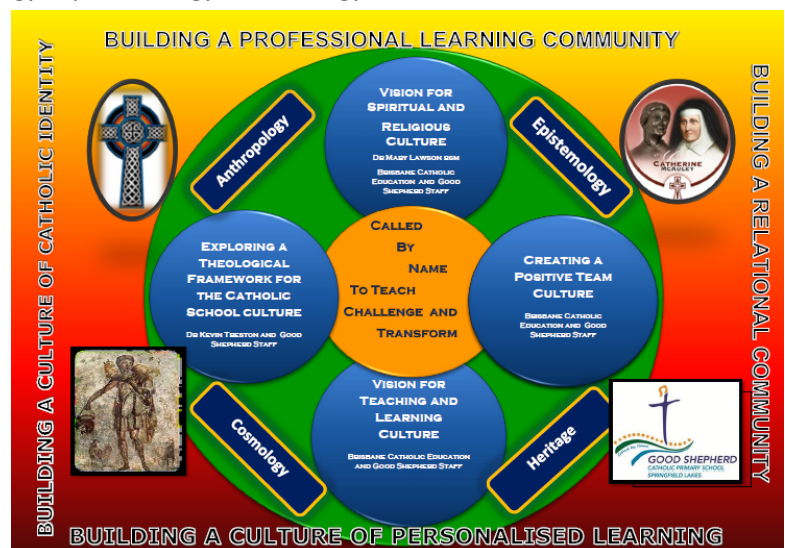 BUILDING A PROFESSIONAL LEARNING COMMUNITY
BUILDING A CULTURE OF CATHOLIC IDENTITY
BUILDING A RELATIONAL COMMUNITY
Anthropology
VISION FOR
SPIRITUAL AND
RELIGIOUS
CULTURE
DR MARY LAWSON RSM
BRISBANE CATHOLIC
EDUCATION AND GOOD
SHEPHERD STAFF
Epistemology
CATHERINE
MCAULEY
EXPLORING A
THEOLOGICAL
FRAMEWORK FOR
THE CATHOLIC
SCHOOL CULTURE
DR KEVIN TRESTON AND GOOD
SHEPHERD STAFF
CALLED
BY
NAME
TO TEACH
CHALLENGE AND
TRANSFORM
CREATING A
POSITIVE TEAM
CULTURE
BRISBANE CATHOLIC
EDUCATION AND GOOD
SHEPHERD STAFF
Cosmology
VISION FOR
TEACHING AND
LEARNING
CULTURE
BRISBANE CATHOLIC EDUCATION
AND GOOD SHEPHERD STAFF
Heritage
GOOD SHEPHERD
CATHOLIC PRIMARY SCHOOL
SPRINGFIELD LAKES
BUILDING A CULTURE OF PERSONALISED LEARNING